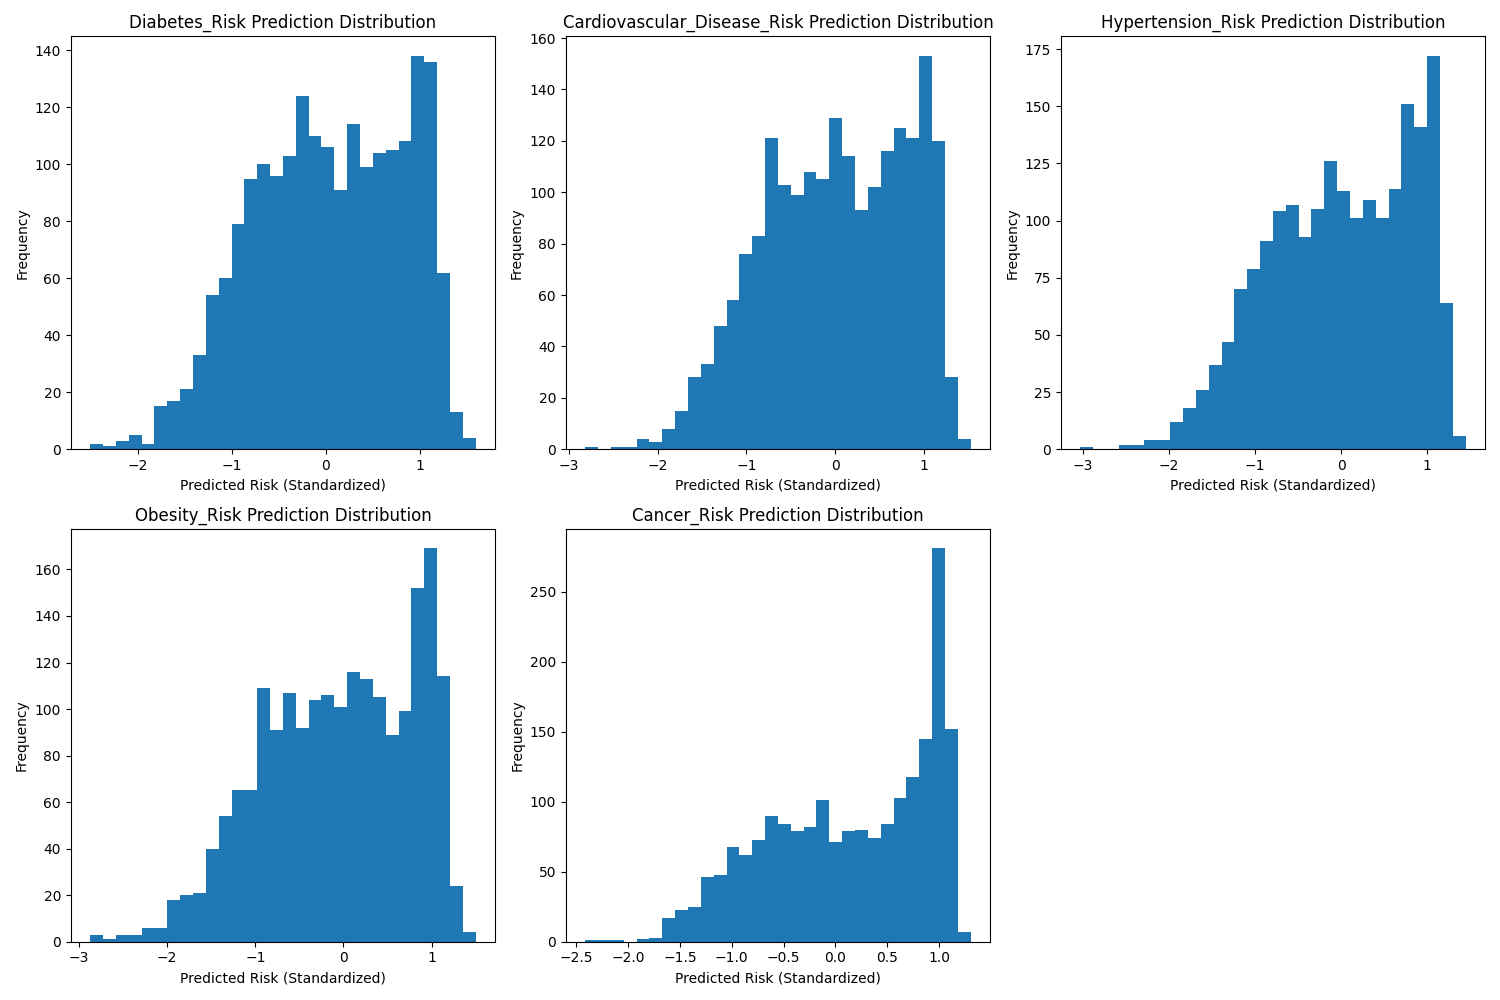 Diabetes_Risk Prediction Distribution
140
120
100
80
60
40
20
0
Frequency
−2 −1 0 1
Predicted Risk (Standardized)
Cardiovascular_Disease_Risk Prediction Distribution
160
140
120
100
80
60
40
20
0
Frequency
−3 −2 −1 0 1
Predicted Risk (Standardized)
Hypertension_Risk Prediction Distribution
175
150
125
100
75
50
25
0
Frequency
−3 −2 −1 0 1
Predicted Risk (Standardized)
Obesity_Risk Prediction Distribution
160
140
120
100
80
60
40
20
0
Frequency
−3 −2 −1 0 1
Predicted Risk (Standardized)
Cancer_Risk Prediction Distribution
250
200
150
100
50
0
Frequency
−2.5 −2.0 −1.5 −1.0 −0.5 0.0 0.5 1.0
Predicted Risk (Standardized)